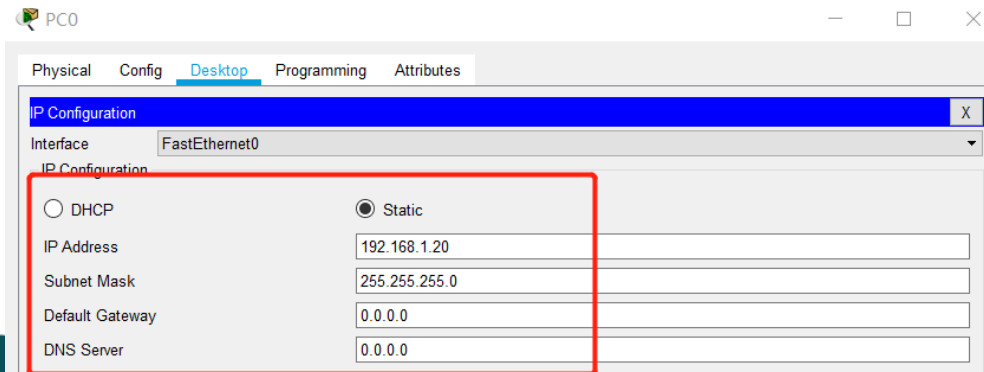 PC0
Physical Config Desktop Programming Attributes
IP Configuration X
Interface FastEthernet0
IP Configuration
DHCP Static
IP Address 192.168.1.20
Subnet Mask 255.255.255.0
Default Gateway 0.0.0.0
DNS Server 0.0.0.0